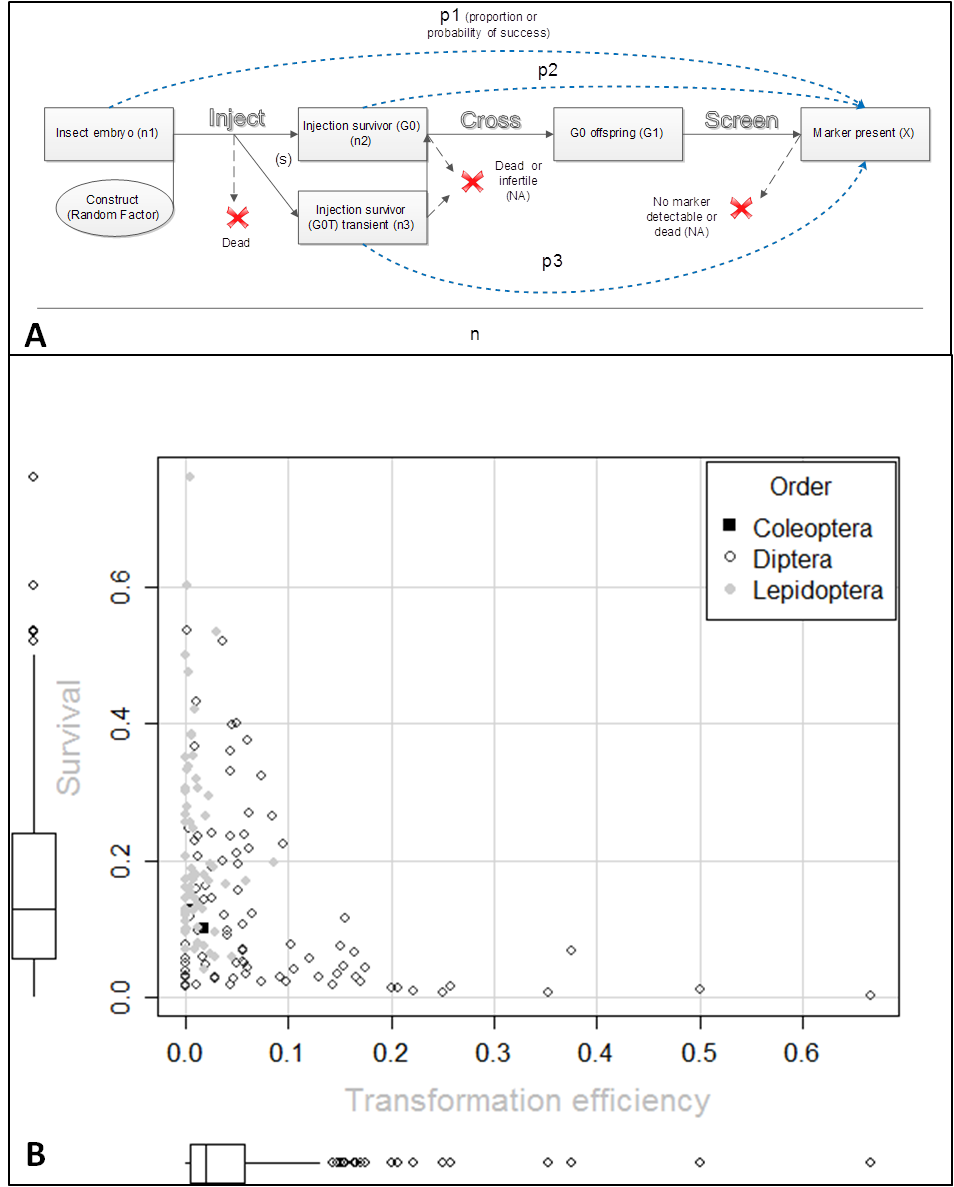 p1 (proportion or
probability of success)
p2
Inject
Cross
Screen
Insect embryo (n1)
Injection survivor (G0)
(n2)
G0 offspring (G1)
Marker present (X)
(s)
Construct
(Random Factor)
Injection survivor
(G0T) transient (n3)
Dead or
infertile
(NA)
No marker
detectable or
dead (NA)
Dead
p3
A
n
Order
Coleoptera
Diptera
Lepidoptera
Survival
0.6
0.4
0.2
0.0
0.0 0.1 0.2 0.3 0.4 0.5 0.6
Transformation efficiency
B